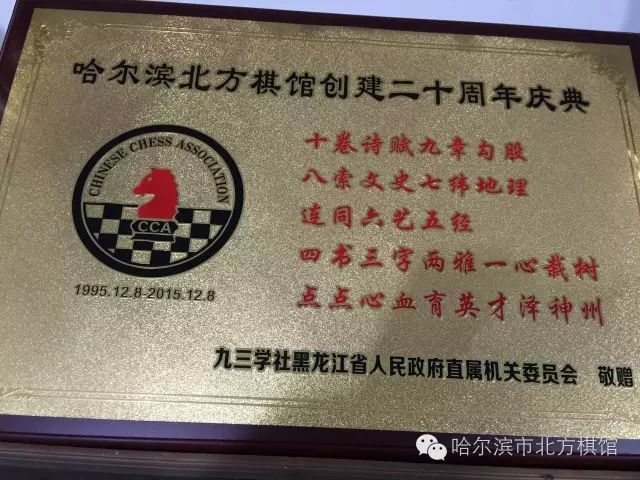 哈尔滨北方棋馆创建二十周年庆典
CHINESE CHESS ASSOCIATION
CCA
1995.12.8-2015.12.8
十卷诗赋九章勾股
八索文史七纬地理
连同六艺五经
四书三字两雅一心栽树
点点心血育英才泽神州
九三学社黑龙江省人民政府直属机关委员会 敬赠
哈尔滨市北方棋馆